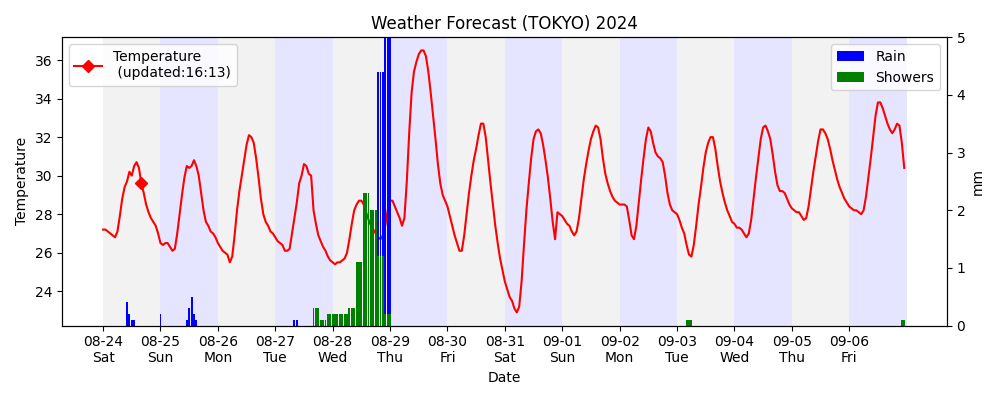 Weather Forecast (TOKYO) 2024
Temperature
(updated:16:13)
Rain
Showers
Temperature
36
34
32
30
28
26
24
5
4
3
2
1
0
mm
08-24 08-25 08-26 08-27 08-28 08-29 08-30 08-31 09-01 09-02 09-03 09-04 09-05 09-06
Sat Sun Mon Tue Wed Thu Fri Sat Sun Mon Tue Wed Thu Fri
Date